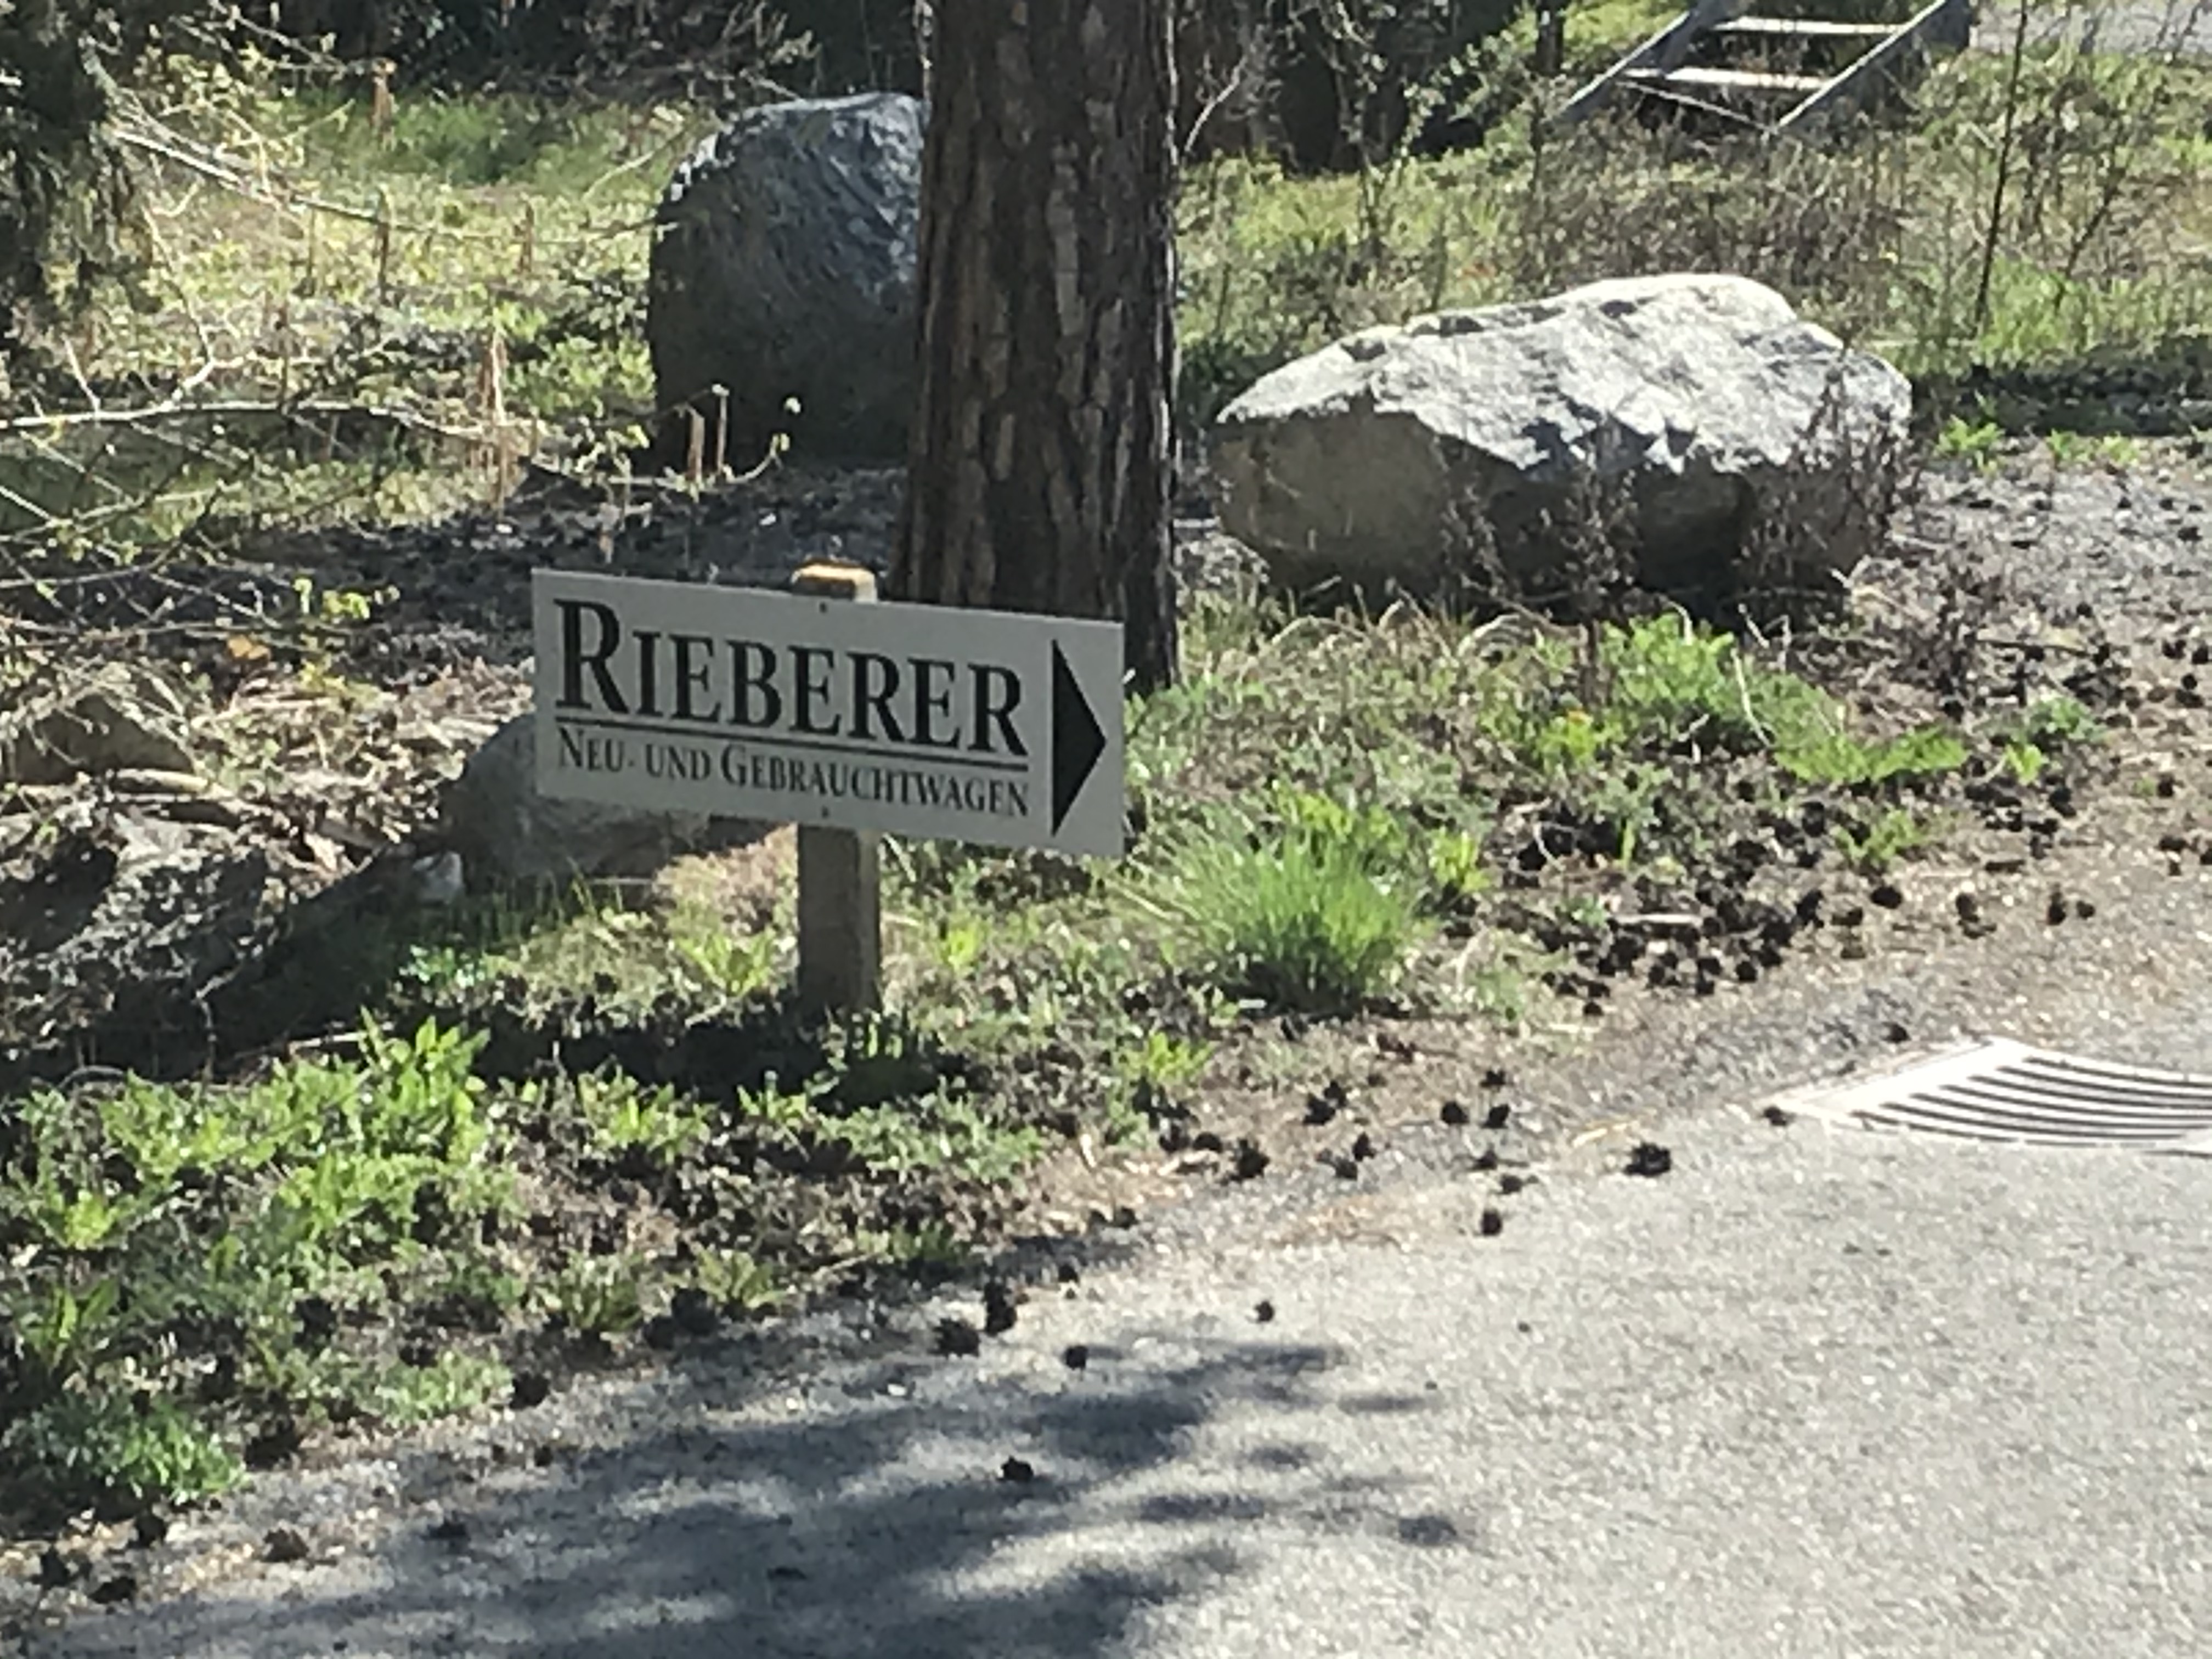 RIEBERER
NEU- UND GEBRAUCHTWAGEN